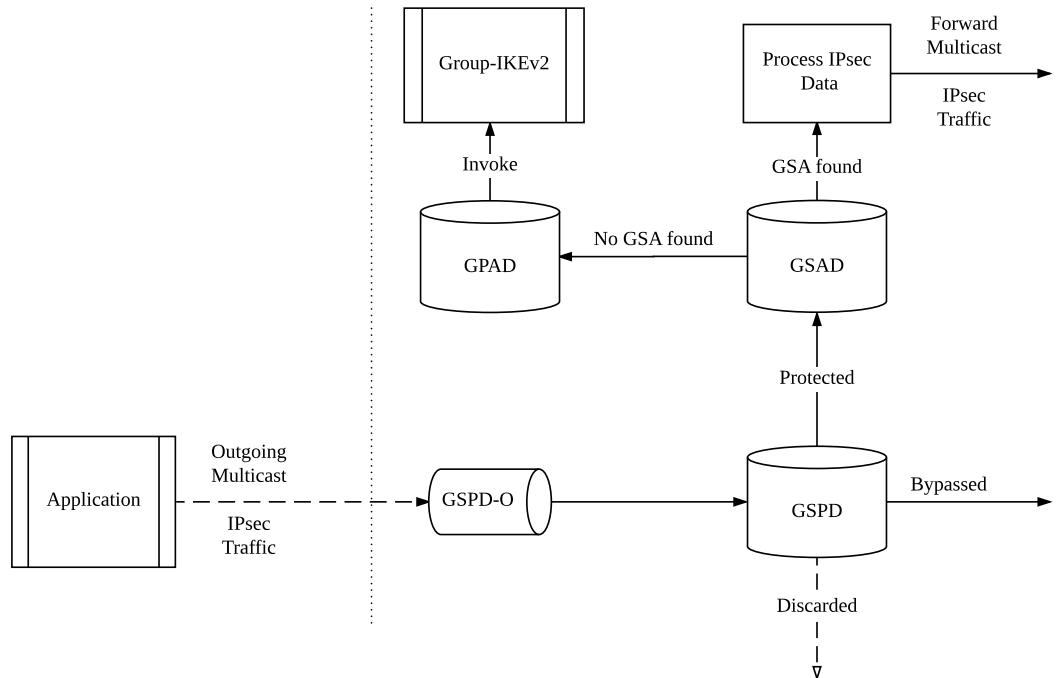 Group-IKEv2
Process IPsec
Data
Forward
Multicast
IPsec
Traffic
Invoke
GSA found
GPAD
No GSA found
GSAD
Protected
Application
Outgoing
Multicast
IPsec
Traffic
GSPD-O
GSPD
Bypassed
Discarded